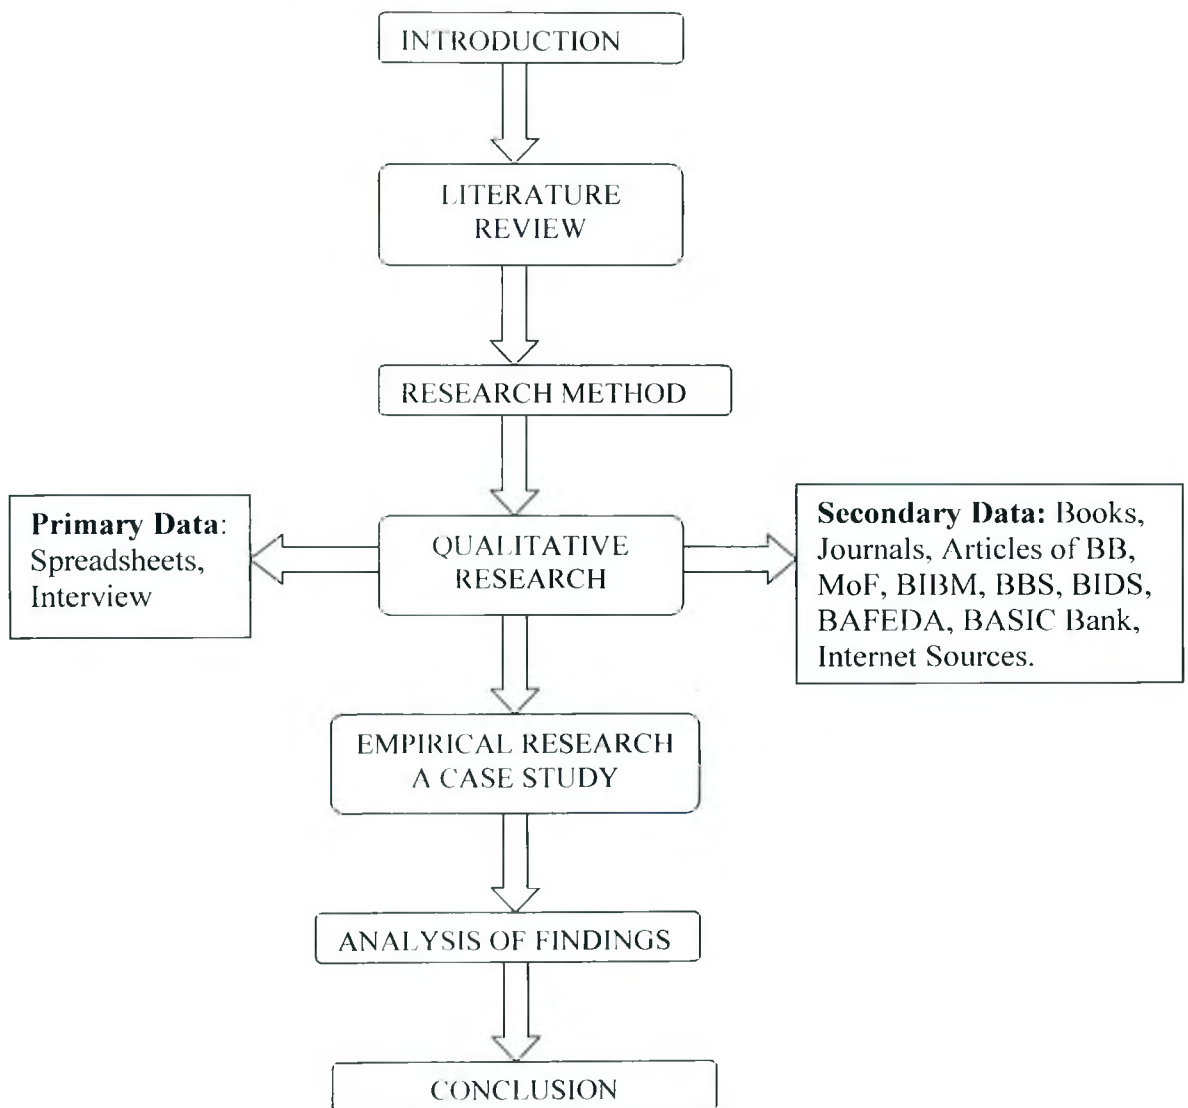 INTRODUCTION
LITERATURE
REVIEW
RESEARCH METHOD
Primary Data:
Spreadsheets,
Interview
QUALITATIVE
RESEARCH
Secondary Data: Books,
Journals, Articles of BB,
MoF, BIBM, BBS, BIDS,
BAFEDA, BASIC Bank,
Internet Sources.
EMPIRICAL RESEARCH
A CASE STUDY
ANALYSIS OF FINDINGS
CONCLUSION